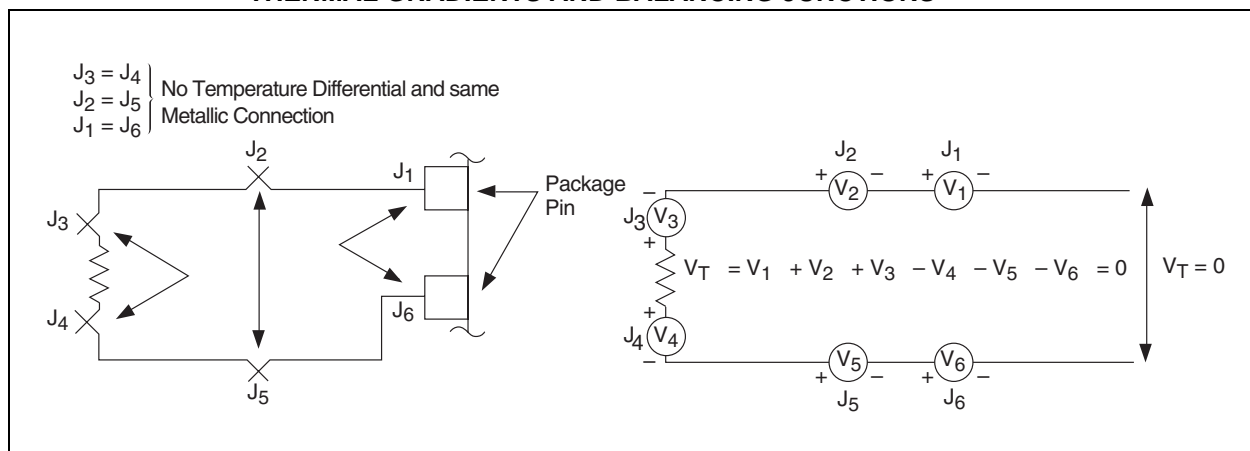 J3 = J4
J2 = J5
J1 = J6
No Temperature Differential and same
Metallic Connection
J2
J1
J3
J4
J5
J6
Package
Pin
J2
J1
+ V2 −
+ V1 −
−
J3 V3
+
VT = V1 + V2 + V3 − V4 − V5 − V6 = 0
VT = 0
+
J4 V4
−
V5
V6
+ −
+ −
J5
J6